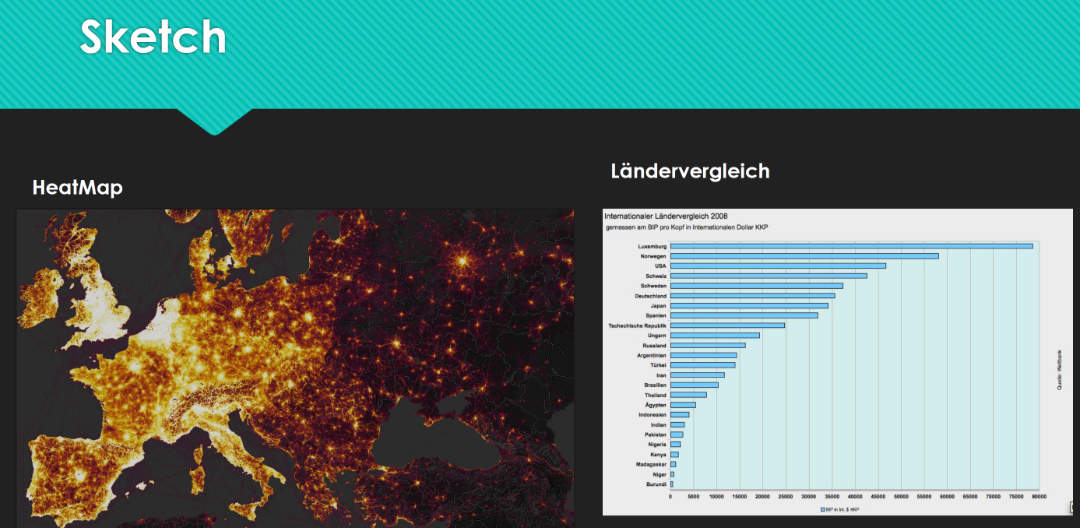 Sketch
HeatMap
Ländervergleich
Internationaler Ländervergleich 2008
gemessen am BIP pro Kopf in Internationalen Dollar KKP
Luxemburg
Norwegen
USA
Schweiz
Schweden
Deutschland
Japan
Spanien
Tschechische Republik
Ungarn
Russland
Argentinien
Türkei
Iran
Brasilien
Thailand
Ägypten
Indonesien
Indien
Pakistan
Nigeria
Kenya
Madagaskar
Niger
Burundi
0 5000 10000 15000 20000 25000 30000 35000 40000 45000 50000 55000 60000 65000 70000 75000 80000
BIP in Int. $ KKP
Quelle: Weltbank